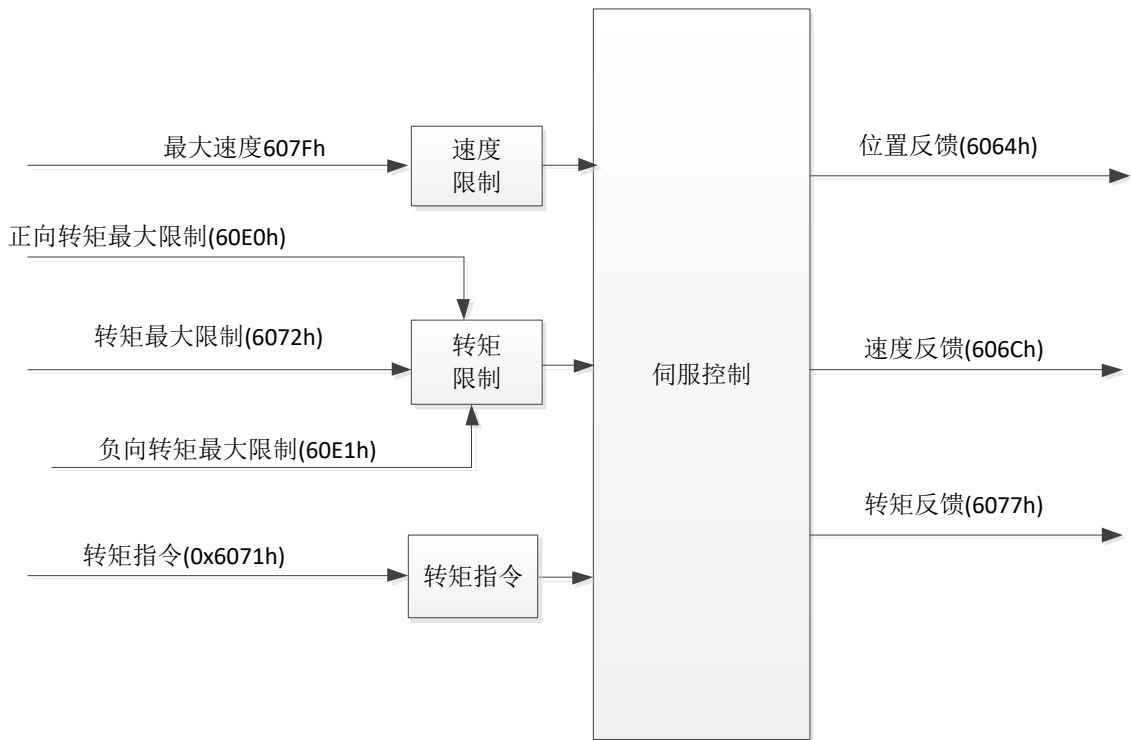 最大速度607Fh
速度
限制
位置反馈(6064h)
正向转矩最大限制(60E0h)
转矩最大限制(6072h)
转矩
限制
伺服控制
速度反馈(606Ch)
负向转矩最大限制(60E1h)
转矩反馈(6077h)
转矩指令(0x6071h)
转矩指令